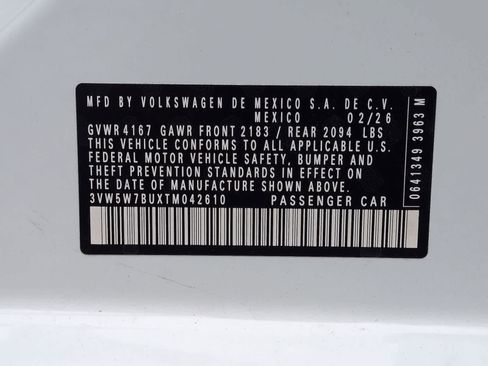 MFD BY VOLKSWAGEN DE MEXICO S.A. DE C.V.
MEXICO 02/26
GVWR 4167 GAWR FRONT 2183 / REAR 2094 LBS
THIS VEHICLE CONFORMS TO ALL APPLICABLE U.S.
FEDERAL MOTOR VEHICLE SAFETY, BUMPER AND
THEFT PREVENTION STANDARDS IN EFFECT ON
THE DATE OF MANUFACTURE SHOWN ABOVE.
3VW5W7BUXTM042610 PASSENGER CAR
0641349 3963 M